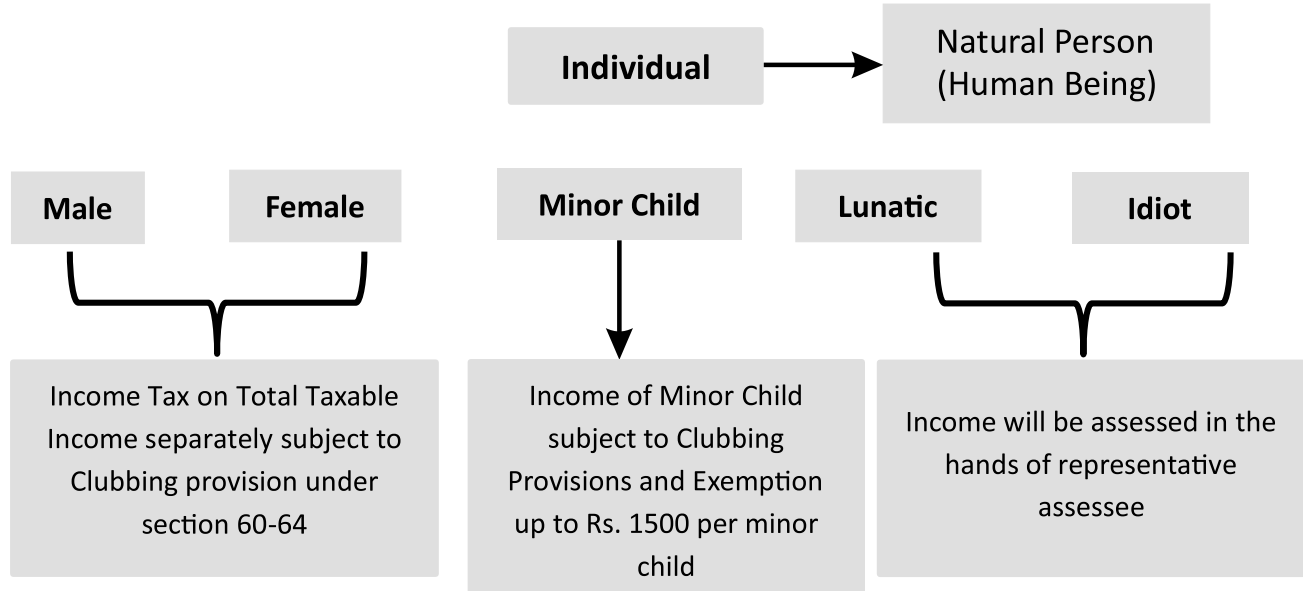 Individual
Natural Person
(Human Being)
Male
Female
Minor Child
Lunatic
Idiot
Income Tax on Total Taxable
Income separately subject to
Clubbing provision under
section 60-64
Income of Minor Child
subject to Clubbing
Provisions and Exemption
up to Rs. 1500 per minor
child
Income will be assessed in the
hands of representative
assessee